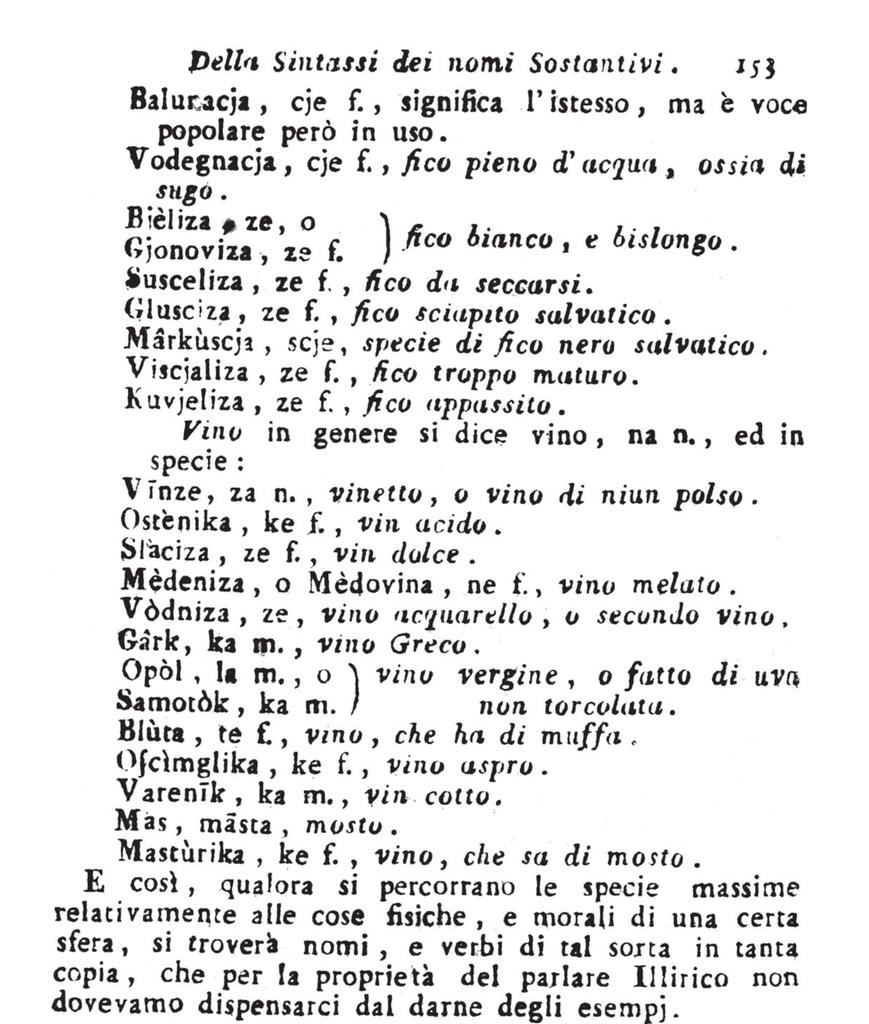 Della Sintassi dei nomi Sostantivi. 153
Baluracja, cje f., significa l'istesso, ma è voce
popolare però in uso.
Vodegnacja, cje f., fico pieno d'acqua, ossia di
sugo.
Bièliza, ze, o
Gjonoviza, ze f. } fico bianco, e bislongo.
Susceliza, ze f., fico da seccarsi.
Glusciza, ze f., fico sciapito salvatico.
Mârkùscja, scje, specie di fico nero salvatico.
Viscjaliza, ze f., fico troppo maturo.
Kuvjeliza, ze f., fico appassito.
Vino in genere si dice vino, na n., ed in
specie:
Vīnze, za n., vinetto, o vino di niun polso.
Ostènika, ke f., vin acido.
Slàciza, ze f., vin dolce.
Mèdeniza, o Mèdovina, ne f., vino melato.
Vòdniza, ze, vino acquarello, o secondo vino.
Gârk, ka m., vino Greco.
Opòl, la m., o } vino vergine, o fatto di uva
Samotòk, ka m. } non torcolata.
Blùta, te f., vino, che ha di muffa.
Oſcìmglika, ke f., vino aspro.
Varenīk, ka m., vin cotto.
Mas, māsta, mosto.
Mastùrika, ke f., vino, che sa di mosto.
E così, qualora si percorrano le specie massime
relativamente alle cose fisiche, e morali di una certa
sfera, si troverà nomi, e verbi di tal sorta in tanta
copia, che per la proprietà del parlare Illirico non
dovevamo dispensarci dal darne degli esempj.